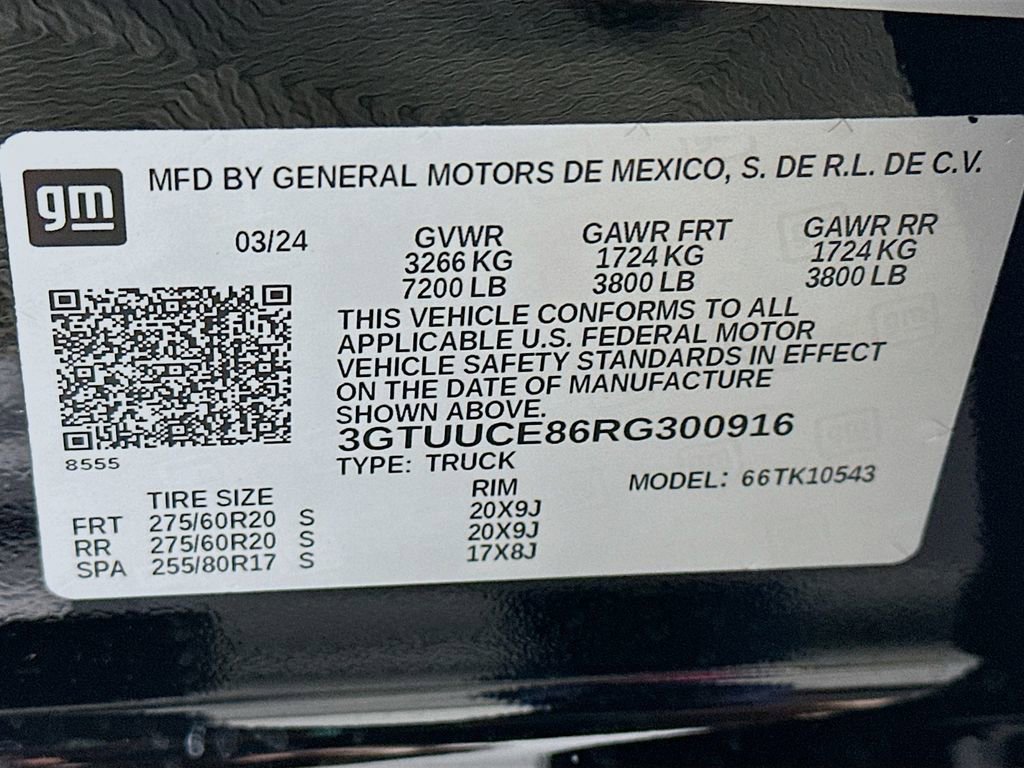 gm
MFD BY GENERAL MOTORS DE MEXICO, S. DE R.L. DE C.V.
03/24 GVWR GAWR FRT GAWR RR
3266 KG 1724 KG 1724 KG
7200 LB 3800 LB 3800 LB
THIS VEHICLE CONFORMS TO ALL
APPLICABLE U.S. FEDERAL MOTOR
VEHICLE SAFETY STANDARDS IN EFFECT
ON THE DATE OF MANUFACTURE
SHOWN ABOVE.
3GTUUCE86RG300916
8555
TYPE: TRUCK MODEL: 66TK10543
TIRE SIZE RIM
FRT 275/60R20 S 20X9J
RR 275/60R20 S 20X9J
SPA 255/80R17 S 17X8J